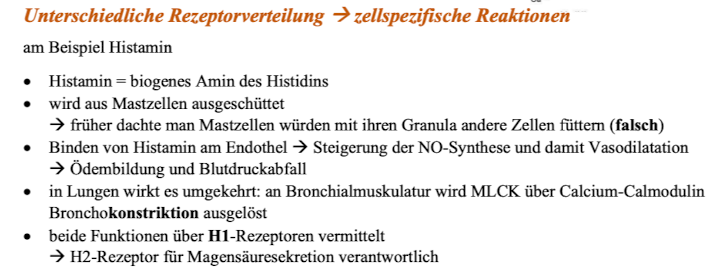 Unterschiedliche Rezeptorverteilung → zellspezifische Reaktionen
am Beispiel Histamin
• Histamin = biogenes Amin des Histidins
• wird aus Mastzellen ausgeschüttet
→ früher dachte man Mastzellen würden mit ihren Granula andere Zellen füttern (falsch)
• Binden von Histamin am Endothel → Steigerung der NO-Synthese und damit Vasodilatation
→ Ödembildung und Blutdruckabfall
• in Lungen wirkt es umgekehrt: an Bronchialmuskulatur wird MLCK über Calcium-Calmodulin
Bronchokonstriktion ausgelöst
• beide Funktionen über H1-Rezeptoren vermittelt
→ H2-Rezeptor für Magensäuresekretion verantwortlich